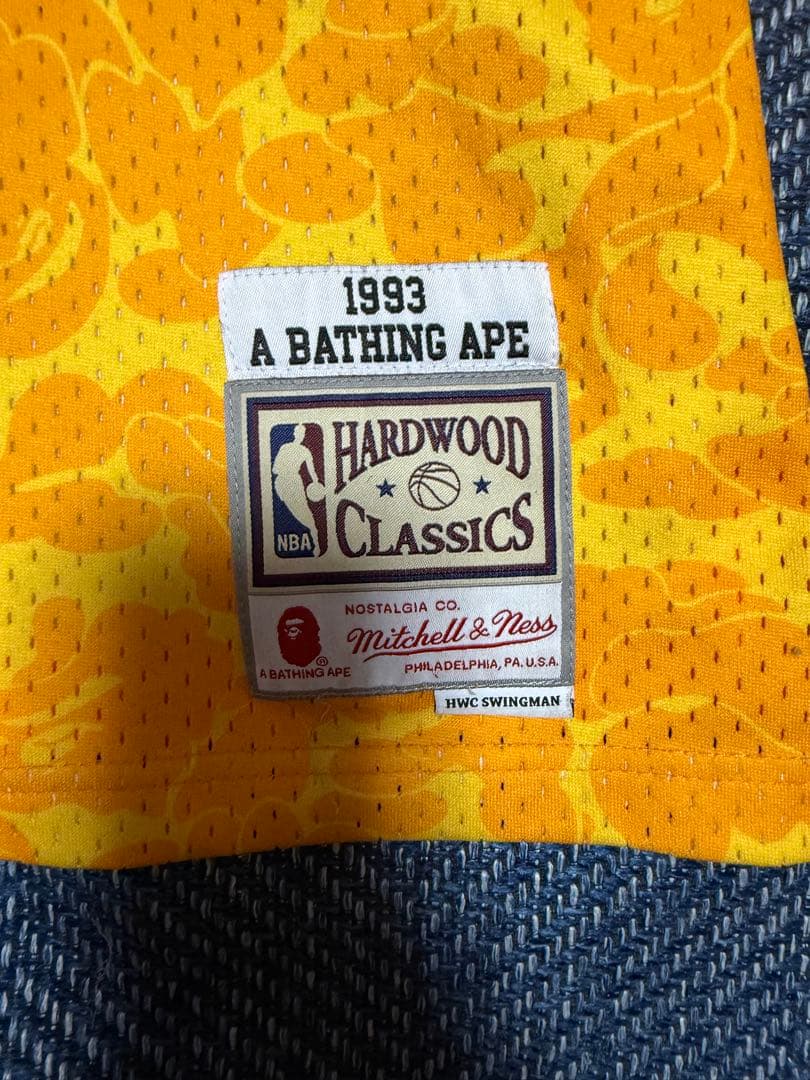 1993
A BATHING APE
NBA
HARDWOOD
CLASSICS
NOSTALGIA CO.
Mitchell & Ness
PHILADELPHIA, PA. U.S.A.
®
A BATHING APE
HWC SWINGMAN